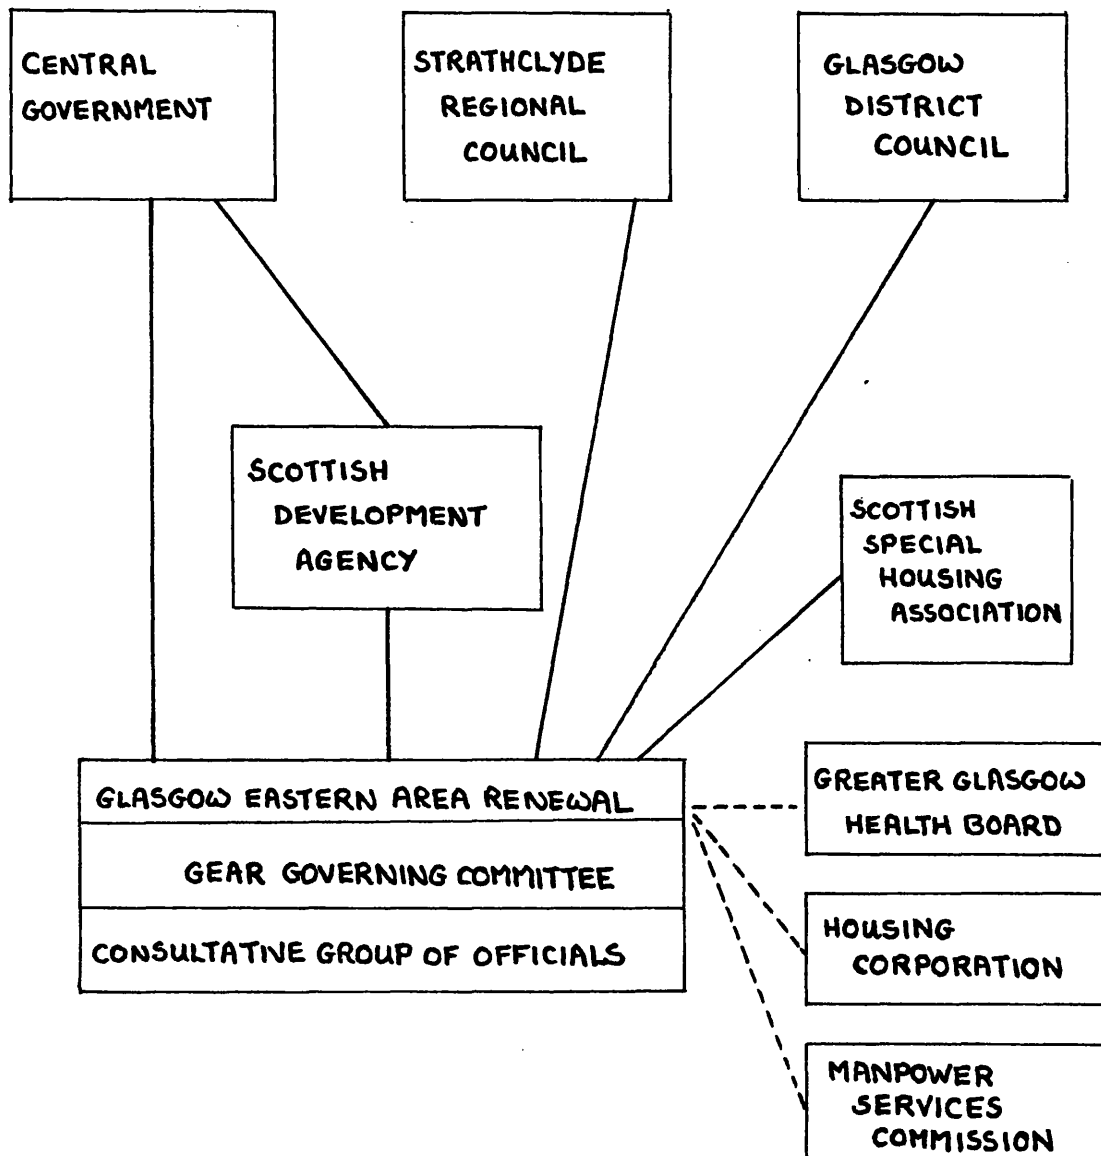 CENTRAL
GOVERNMENT
STRATHCLYDE
REGIONAL
COUNCIL
GLASGOW
DISTRICT
COUNCIL
SCOTTISH
DEVELOPMENT
AGENCY
SCOTTISH
SPECIAL
HOUSING
ASSOCIATION
GLASGOW EASTERN AREA RENEWAL
GEAR GOVERNING COMMITTEE
CONSULTATIVE GROUP OF OFFICIALS
GREATER GLASGOW
HEALTH BOARD
HOUSING
CORPORATION
MANPOWER
SERVICES
COMMISSION